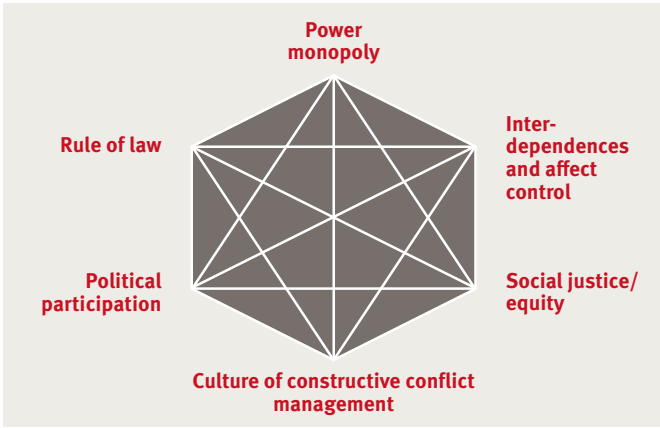 Power
monopoly
Rule of law
Inter-
dependences
and affect
control
Political
participation
Social justice/
equity
Culture of constructive conflict
management